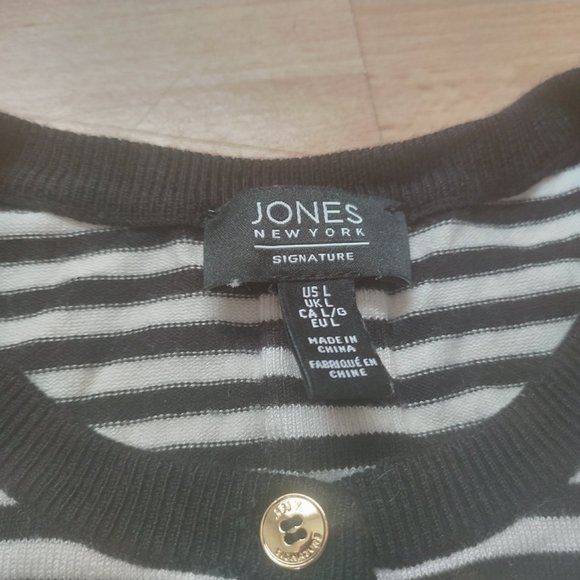 JONES
NEW YORK
SIGNATURE
US L
UK L
CA L/G
EU L
MADE IN
CHINA
FABRIQUÉ EN
CHINE